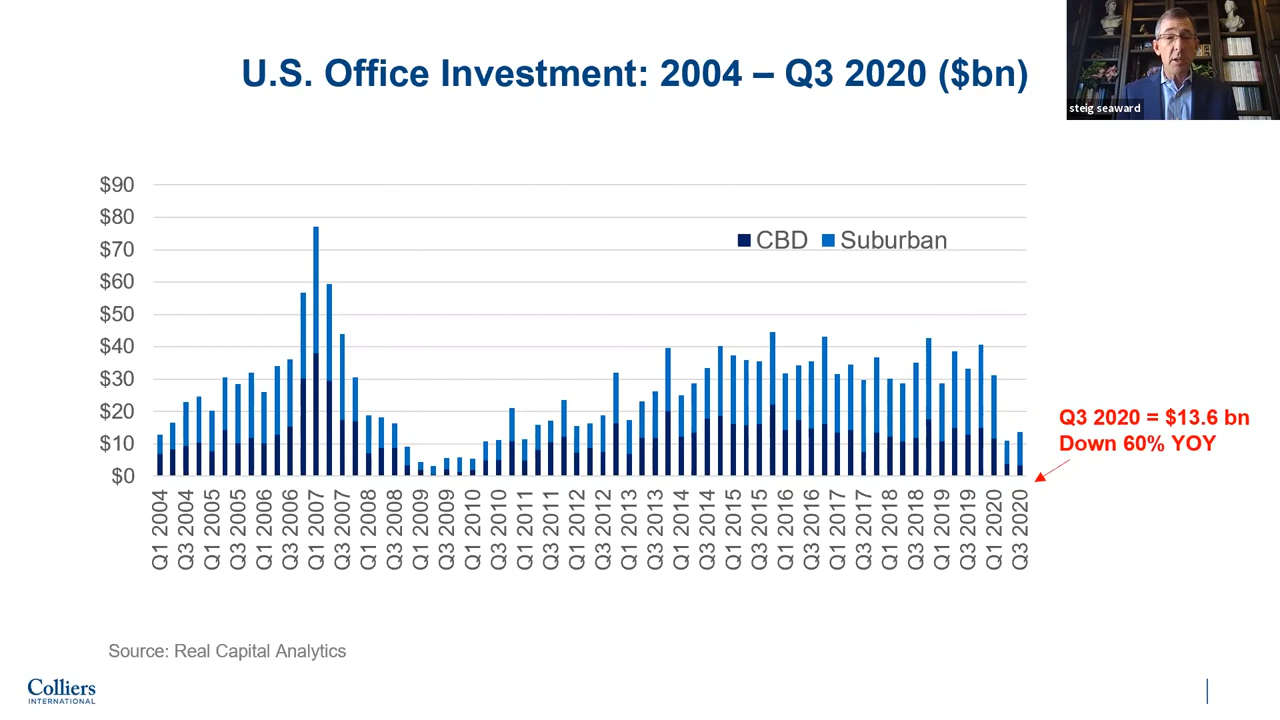 U.S. Office Investment: 2004 – Q3 2020 ($bn)
steig seaward
$90
$80
$70
$60
$50
$40
$30
$20
$10
$0
CBD Suburban
Q3 2020 = $13.6 bn
Down 60% YOY
Q1 2004
Q3 2004
Q1 2005
Q3 2005
Q1 2006
Q3 2006
Q1 2007
Q3 2007
Q1 2008
Q3 2008
Q1 2009
Q3 2009
Q1 2010
Q3 2010
Q1 2011
Q3 2011
Q1 2012
Q3 2012
Q1 2013
Q3 2013
Q1 2014
Q3 2014
Q1 2015
Q3 2015
Q1 2016
Q3 2016
Q1 2017
Q3 2017
Q1 2018
Q3 2018
Q1 2019
Q3 2019
Q1 2020
Q3 2020
Source: Real Capital Analytics
Colliers
INTERNATIONAL